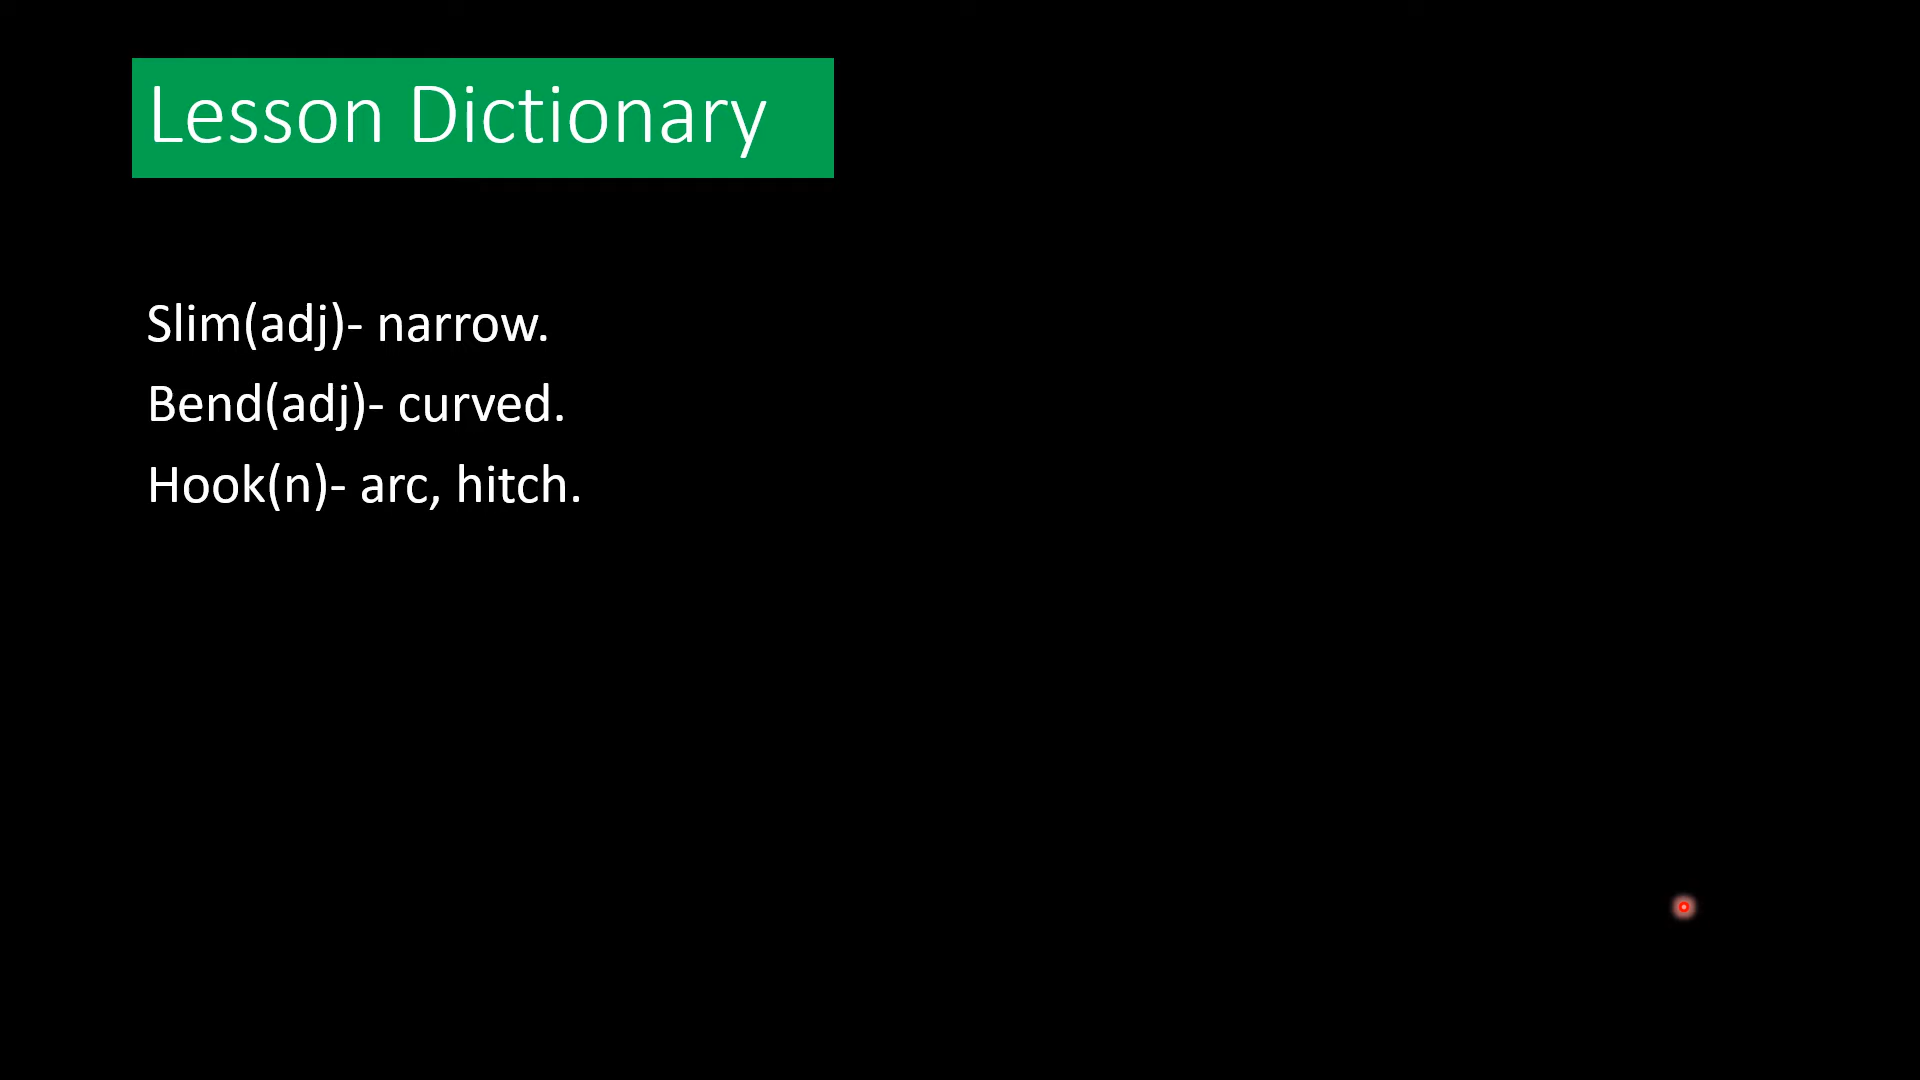 Lesson Dictionary
Slim(adj)- narrow.
Bend(adj)- curved.
Hook(n)- arc, hitch.